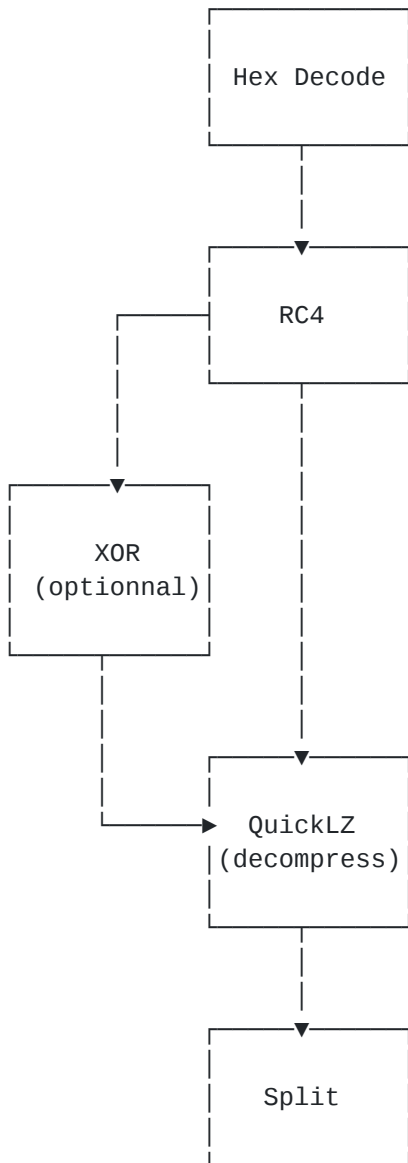 Hex Decode
RC4
XOR
(optionnal)
QuickLZ
(decompress)
Split